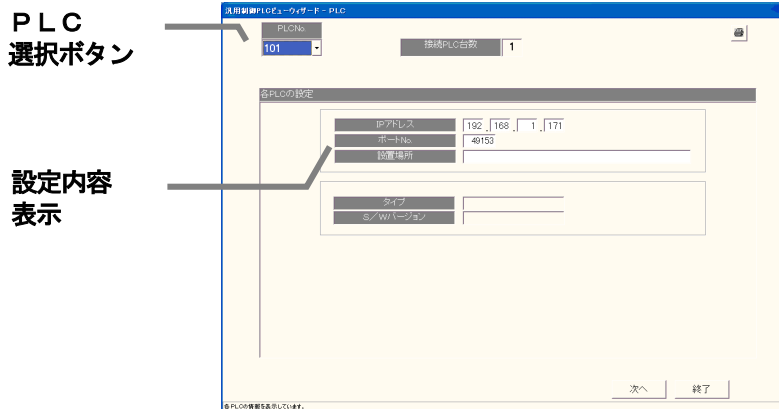 ＰＬＣ
選択ボタン
設定内容
表示
汎用制御PLCビューウィザード - PLC
PLCNo.
101
接続PLC台数 1
各PLCの設定
IPアドレス 192 . 168 . 1 . 171
ポートNo. 49153
設置場所
タイプ
S／Wバージョン
次へ 終了
各PLCの情報を表示しています。